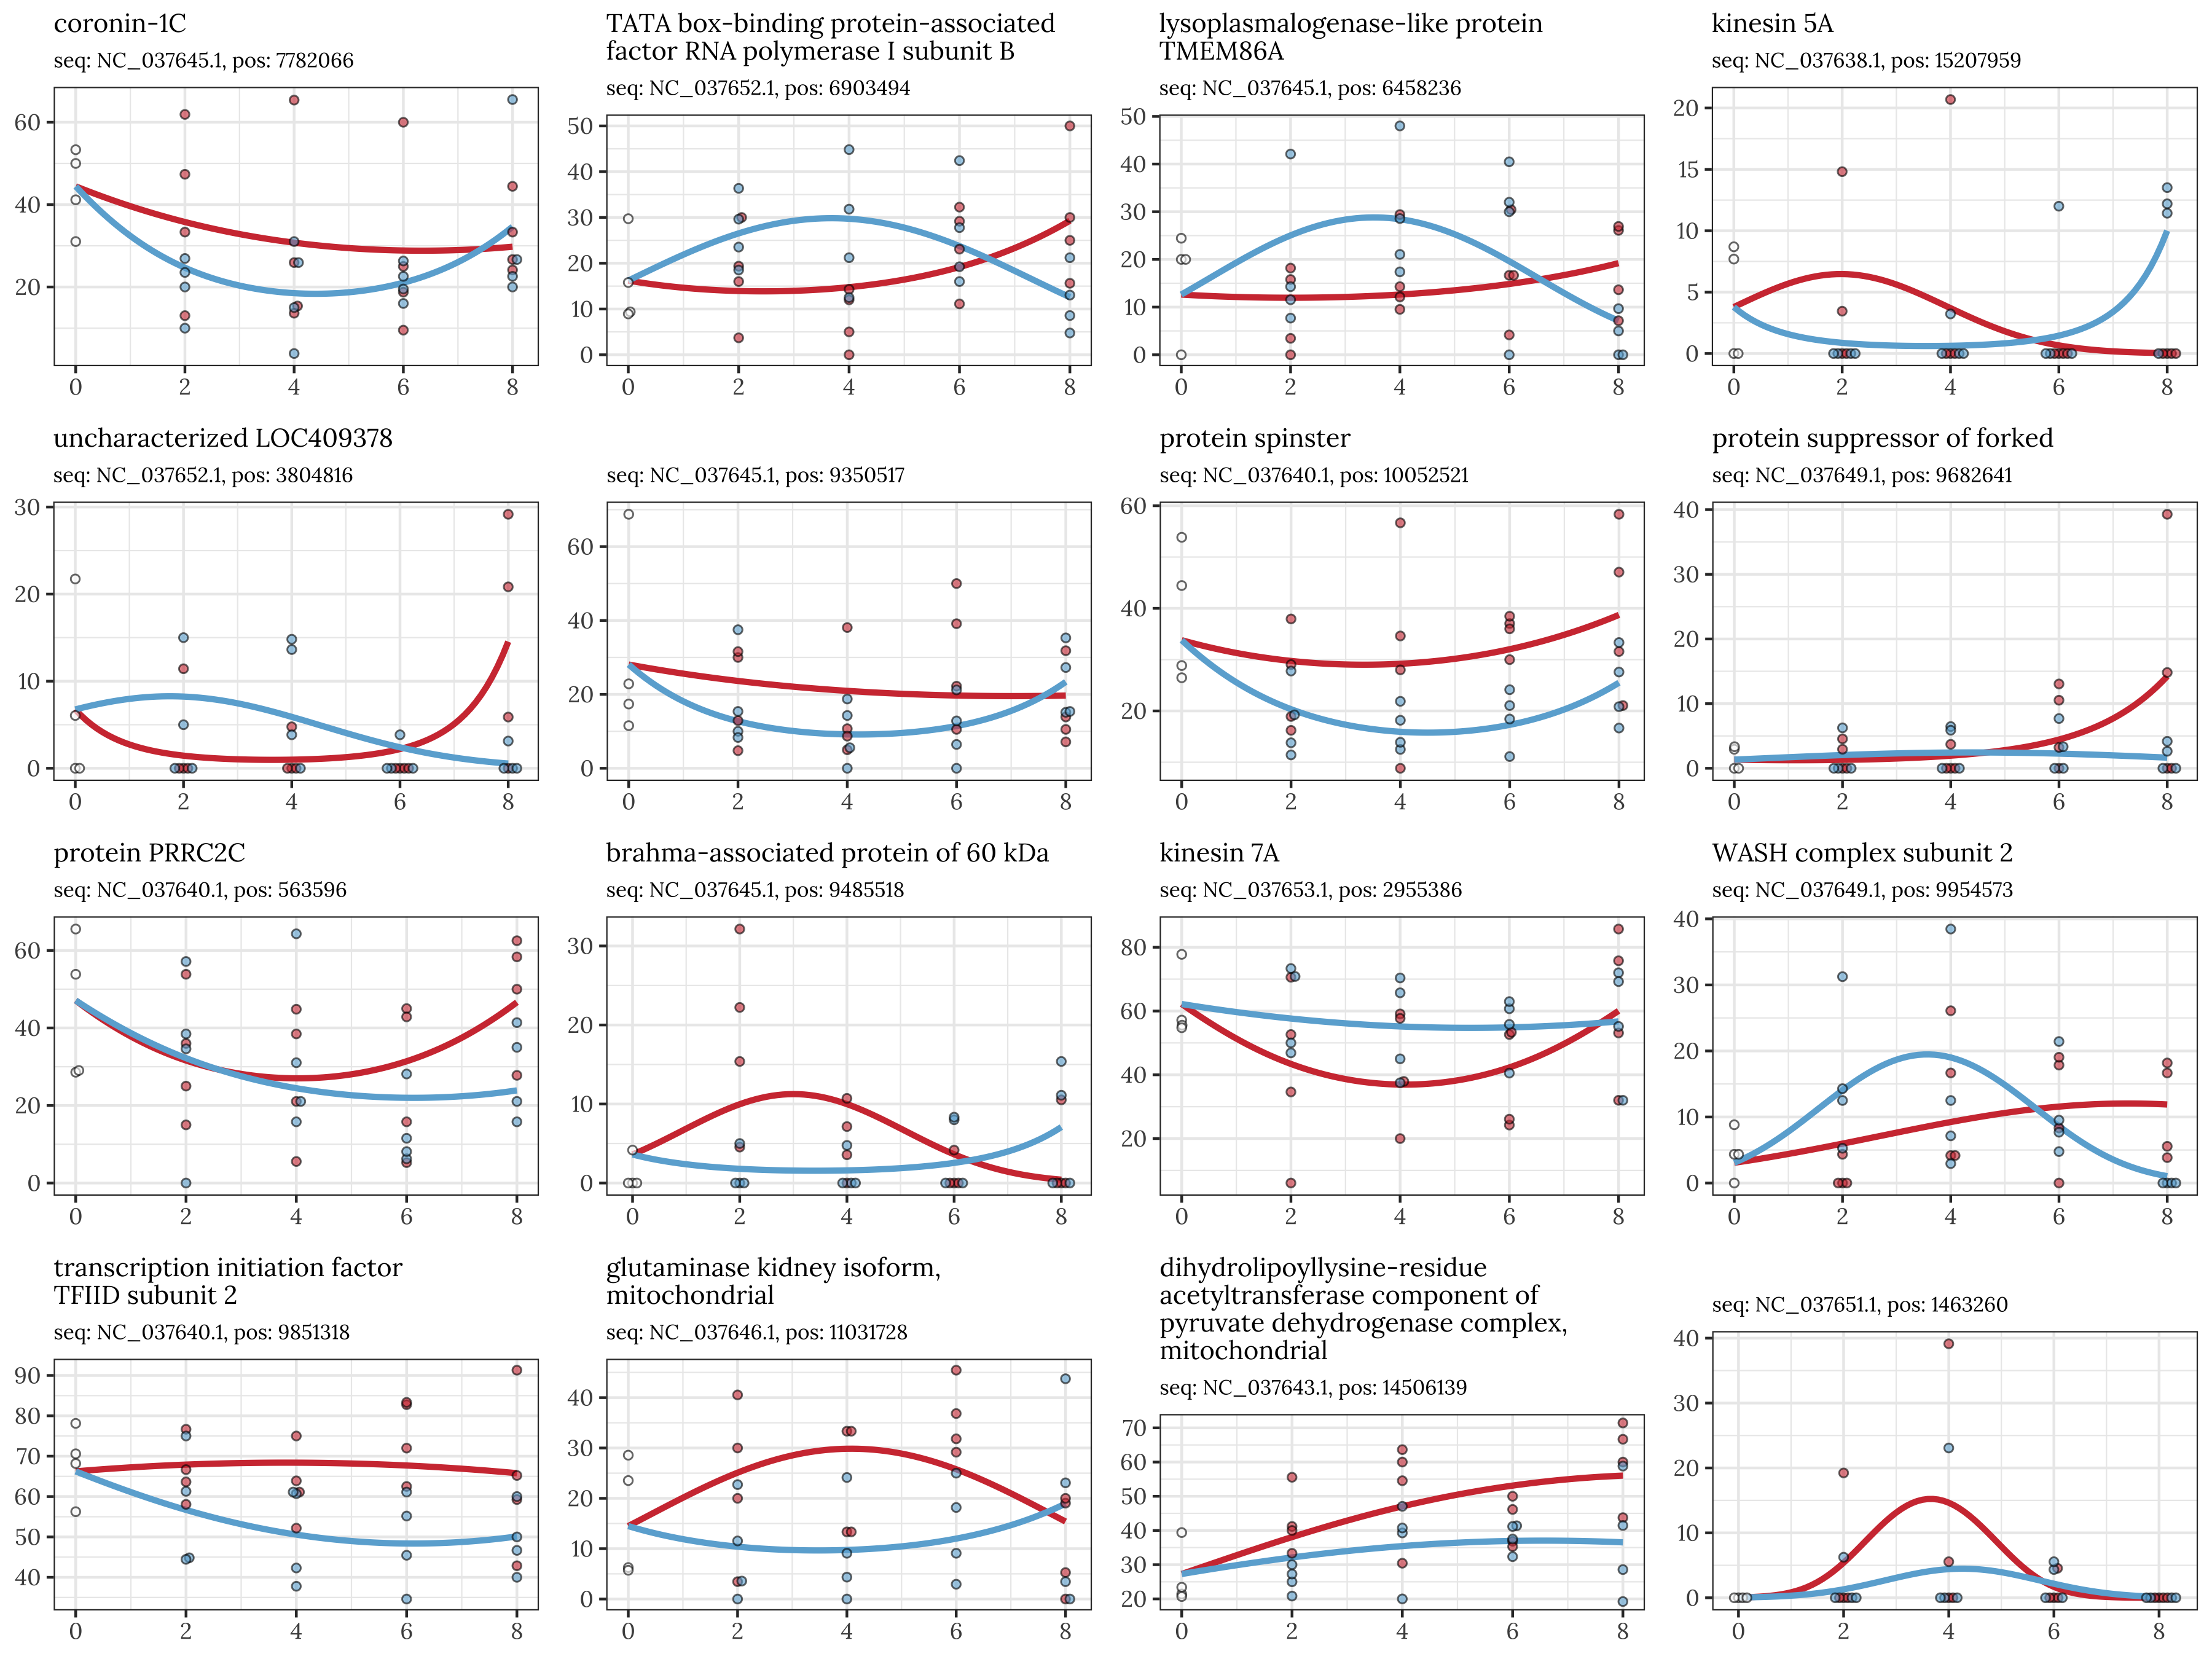 coronin-1C
seq: NC_037645.1, pos: 7782066
60
40
20
0 2 4 6 8
TATA box-binding protein-associated
factor RNA polymerase I subunit B
seq: NC_037652.1, pos: 6903494
50
40
30
20
10
0
0 2 4 6 8
lysoplasmalogenase-like protein
TMEM86A
seq: NC_037645.1, pos: 6458236
50
40
30
20
10
0
0 2 4 6 8
kinesin 5A
seq: NC_037638.1, pos: 15207959
20
15
10
5
0
0 2 4 6 8
uncharacterized LOC409378
seq: NC_037652.1, pos: 3804816
30
20
10
0
0 2 4 6 8
seq: NC_037645.1, pos: 9350517
60
40
20
0
0 2 4 6 8
protein spinster
seq: NC_037640.1, pos: 10052521
60
40
20
0 2 4 6 8
protein suppressor of forked
seq: NC_037649.1, pos: 9682641
40
30
20
10
0
0 2 4 6 8
protein PRRC2C
seq: NC_037640.1, pos: 563596
60
40
20
0
0 2 4 6 8
brahma-associated protein of 60 kDa
seq: NC_037645.1, pos: 9485518
30
20
10
0
0 2 4 6 8
kinesin 7A
seq: NC_037653.1, pos: 2955386
80
60
40
20
0 2 4 6 8
WASH complex subunit 2
seq: NC_037649.1, pos: 9954573
40
30
20
10
0
0 2 4 6 8
transcription initiation factor
TFIID subunit 2
seq: NC_037640.1, pos: 9851318
90
80
70
60
50
40
0 2 4 6 8
glutaminase kidney isoform,
mitochondrial
seq: NC_037646.1, pos: 11031728
40
30
20
10
0
0 2 4 6 8
dihydrolipoyllysine-residue
acetyltransferase component of
pyruvate dehydrogenase complex,
mitochondrial
seq: NC_037643.1, pos: 14506139
70
60
50
40
30
20
0 2 4 6 8
seq: NC_037651.1, pos: 1463260
40
30
20
10
0
0 2 4 6 8